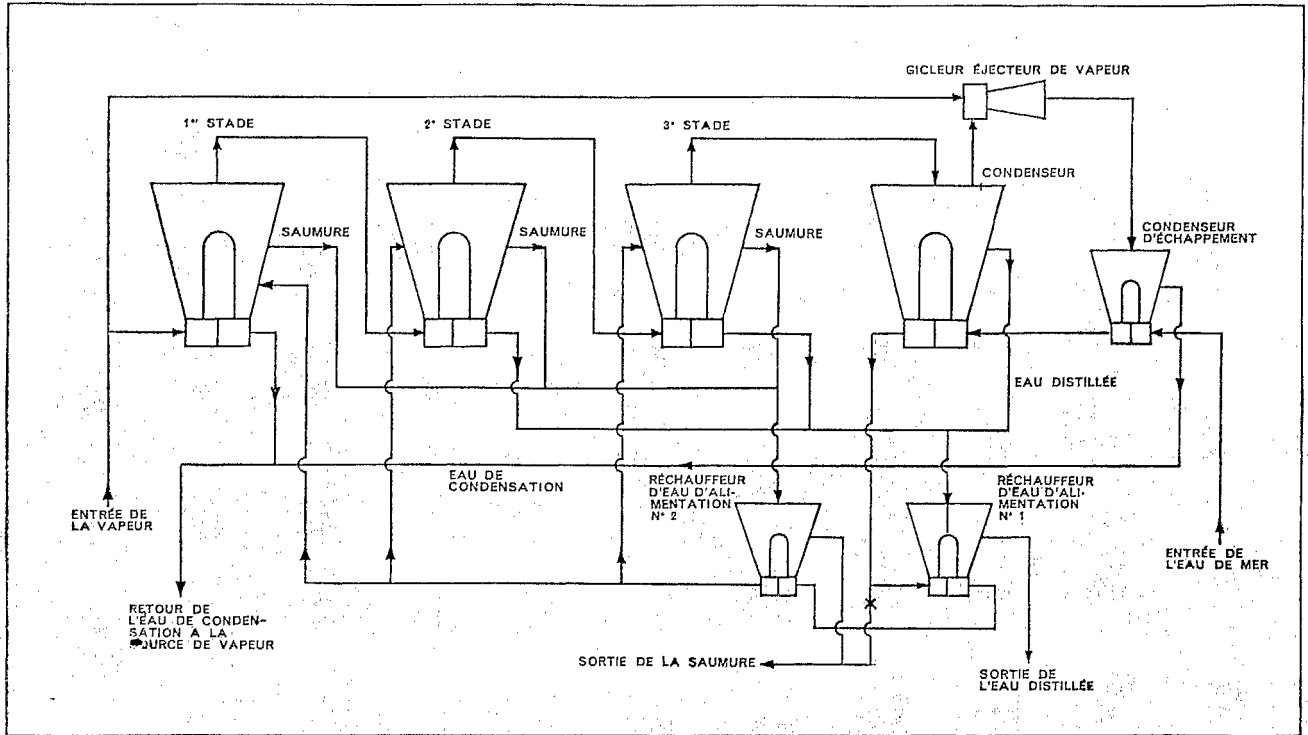 GICLEUR ÉJECTEUR DE VAPEUR
1er STADE
2e STADE
3e STADE
CONDENSEUR
SAUMURE
SAUMURE
SAUMURE
CONDENSEUR
D'ÉCHAPPEMENT
EAU DISTILLÉE
EAU DE
CONDENSATION
RÉCHAUFFEUR
D'EAU D'ALI-
MENTATION
N° 2
RÉCHAUFFEUR
D'EAU D'ALI-
MENTATION
N° 1
ENTRÉE DE
LA VAPEUR
ENTRÉE DE
L'EAU DE MER
RETOUR DE
L'EAU DE CONDEN-
SATION A LA
SOURCE DE VAPEUR
SORTIE DE LA SAUMURE
SORTIE DE
L'EAU DISTILLÉE